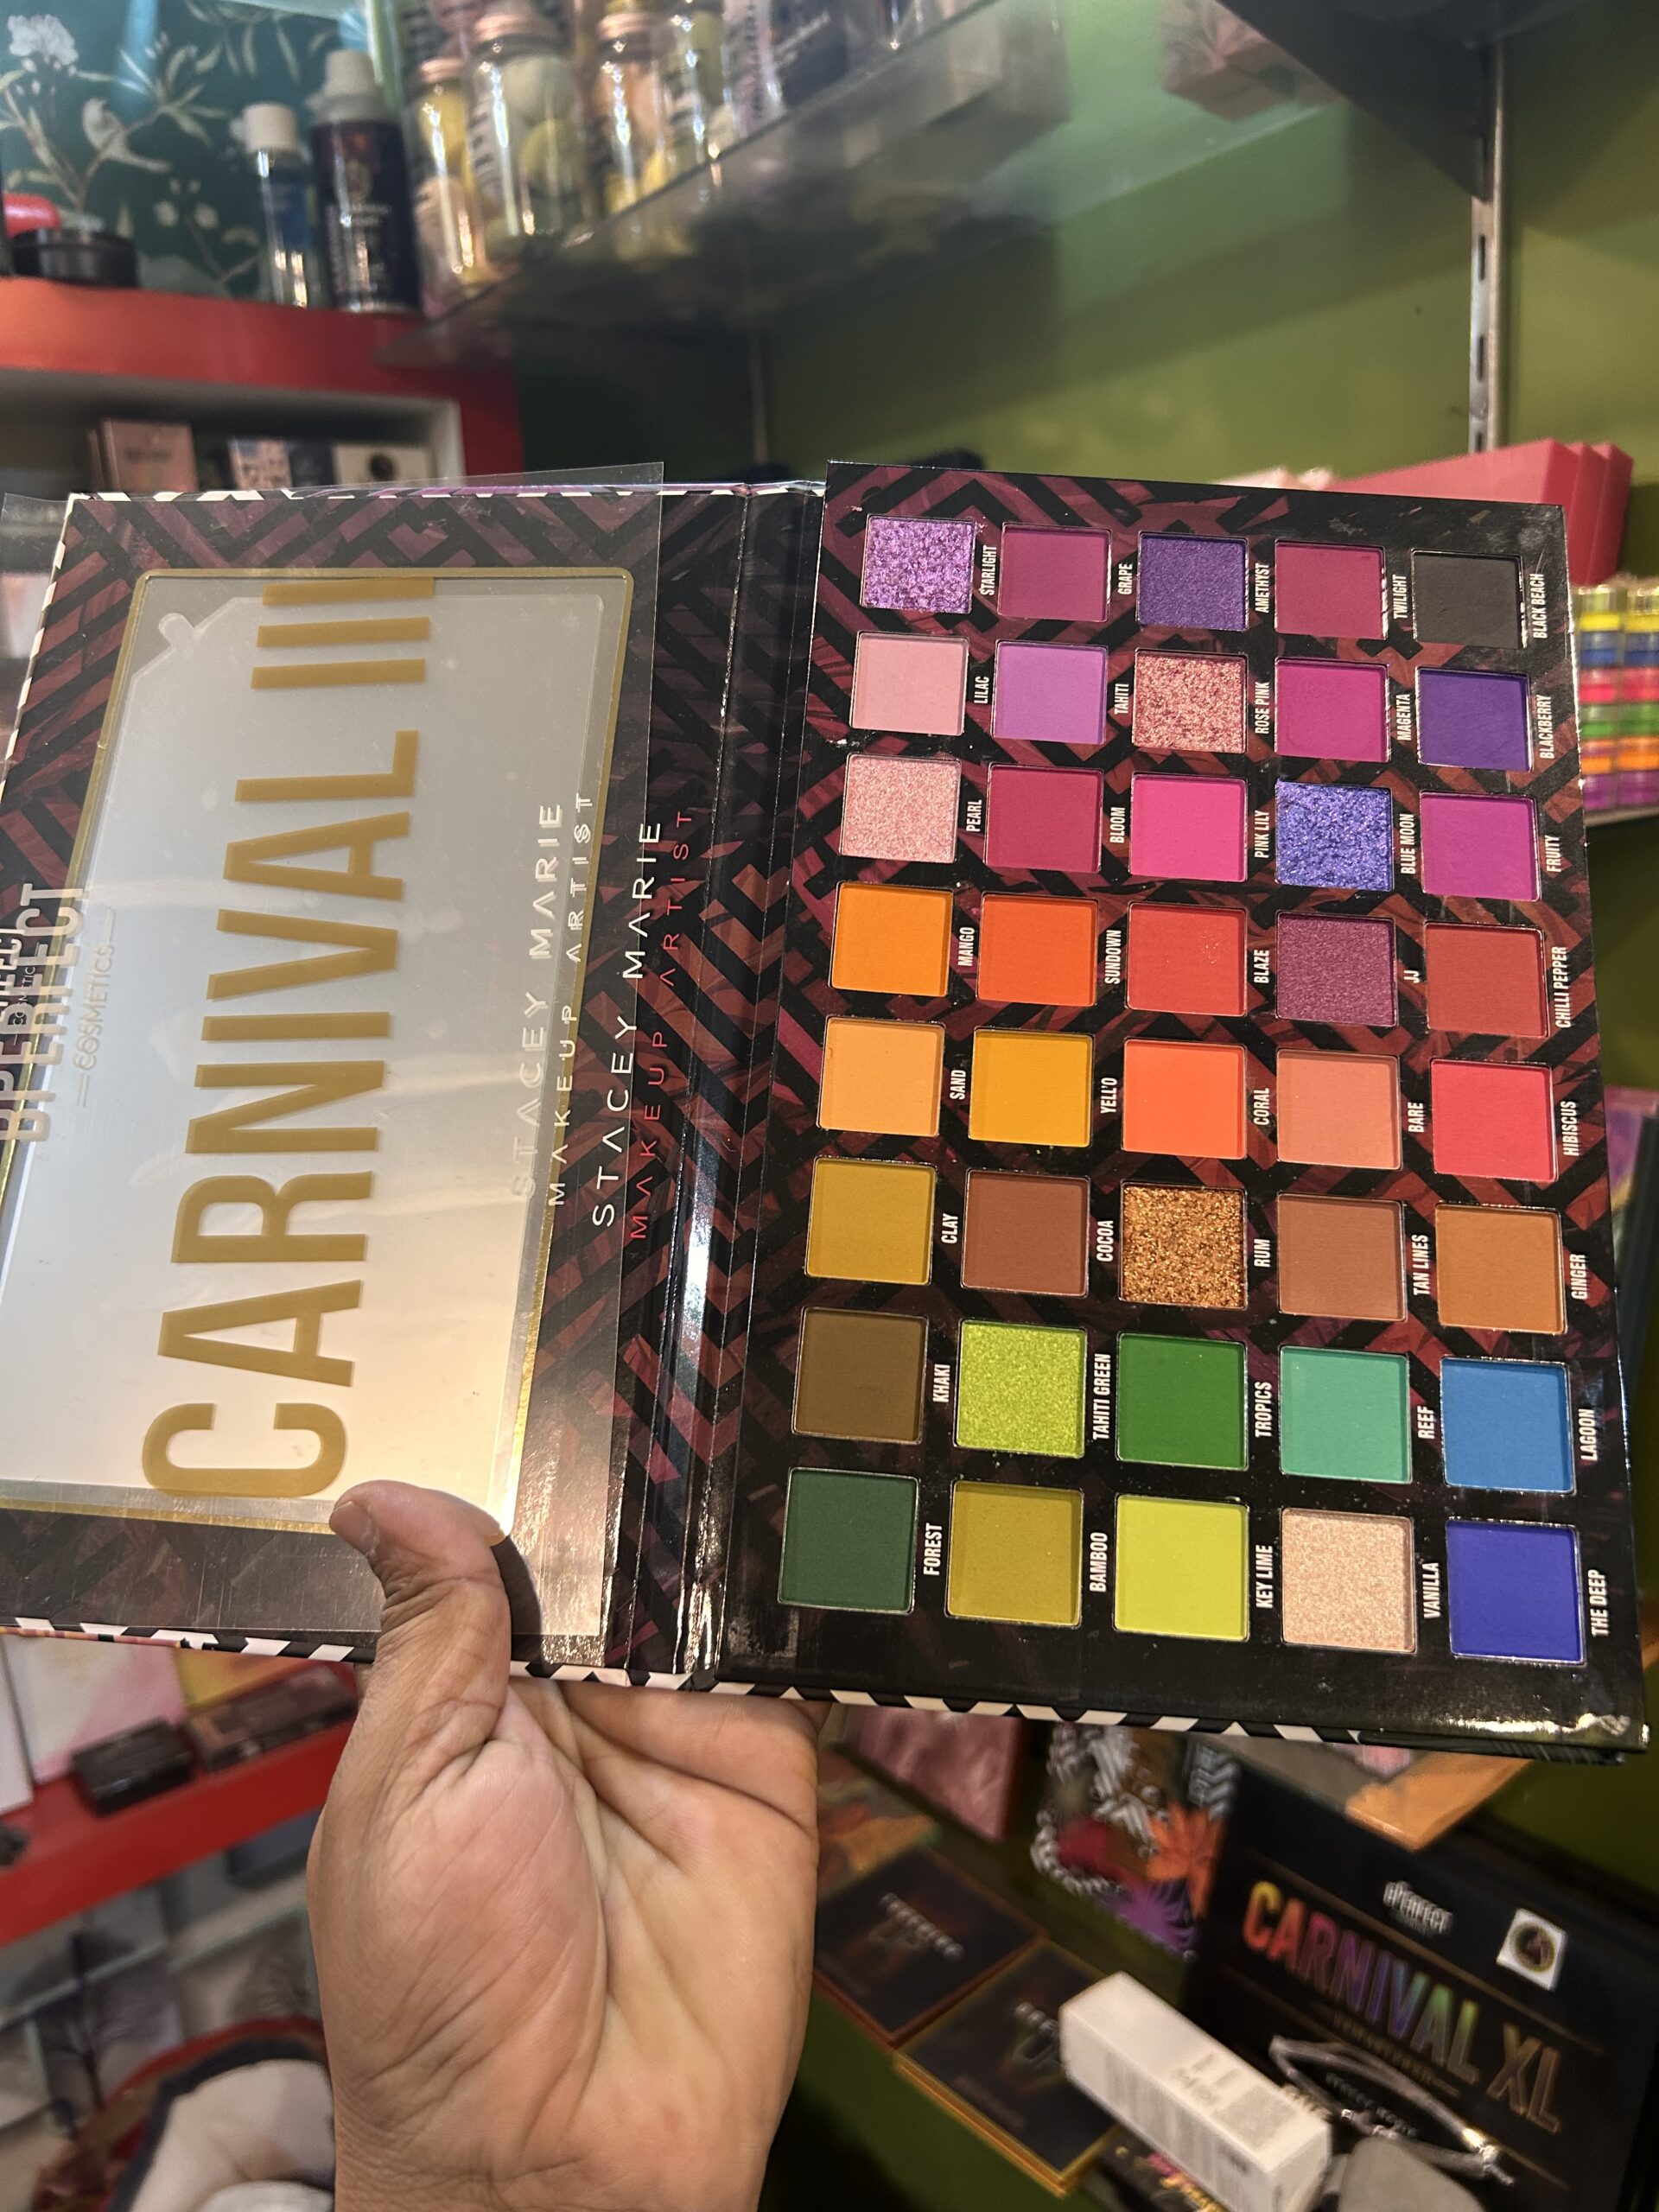 BPERFECT
COSMETICS
CARNIVAL III
STACEY MARIE
MAKEUP ARTIST
STACEY MARIE
MAKEUP ARTIST
STARLIGHT
GRAPE
AMETHYST
TWILIGHT
BLACK BEACH
LILAC
TAHITI
ROSE PINK
MAGENTA
BLACKBERRY
PEARL
BLOOM
PINK LILY
BLUE MOON
FRUITY
MANGO
SUNDOWN
BLAZE
JJ
CHILLI PEPPER
SAND
YELL'O
CORAL
BARE
HIBISCUS
CLAY
COCOA
RUM
TAN LINES
GINGER
KHAKI
TAHITI GREEN
TROPICS
REEF
LAGOON
FOREST
BAMBOO
KEY LIME
VANILLA
THE DEEP
BPERFECT
CARNIVAL XL